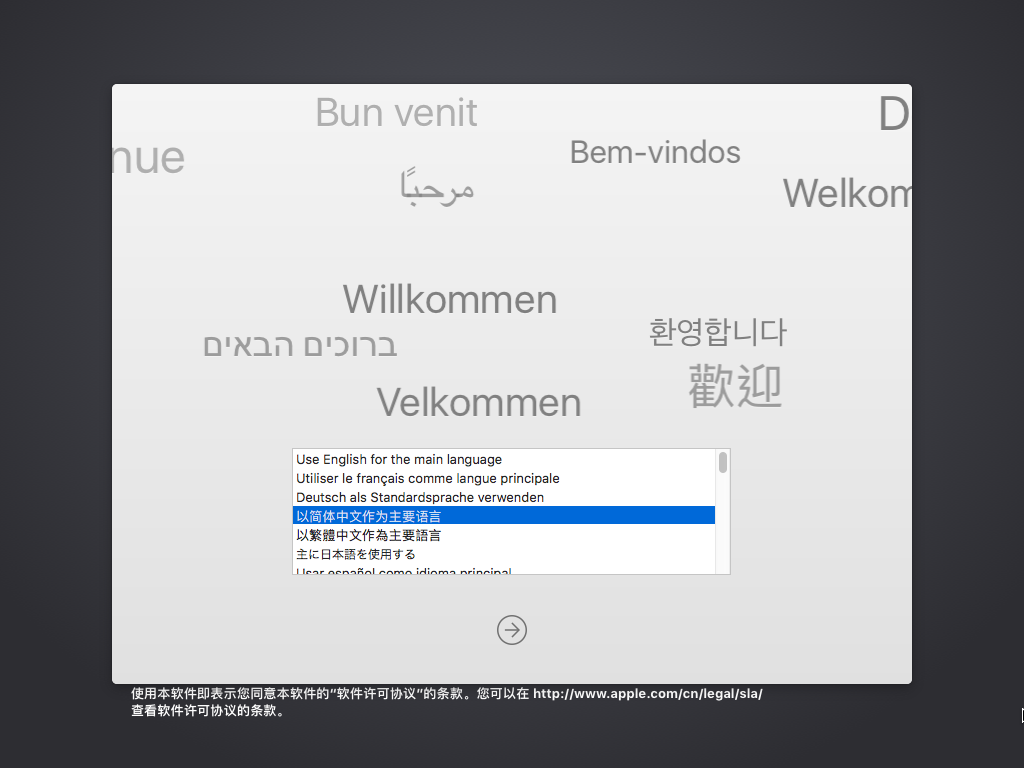 Bun venit
D
nue
Bem-vindos
مرحبًا
Welkom
Willkommen
ברוכים הבאים
환영합니다
歡迎
Velkommen
Use English for the main language
Utiliser le français comme langue principale
Deutsch als Standardsprache verwenden
以简体中文作为主要语言
以繁體中文作為主要語言
主に日本語を使用する
Usar español como idioma principal
使用本软件即表示您同意本软件的“软件许可协议”的条款。您可以在 http://www.apple.com/cn/legal/sla/
查看软件许可协议的条款。